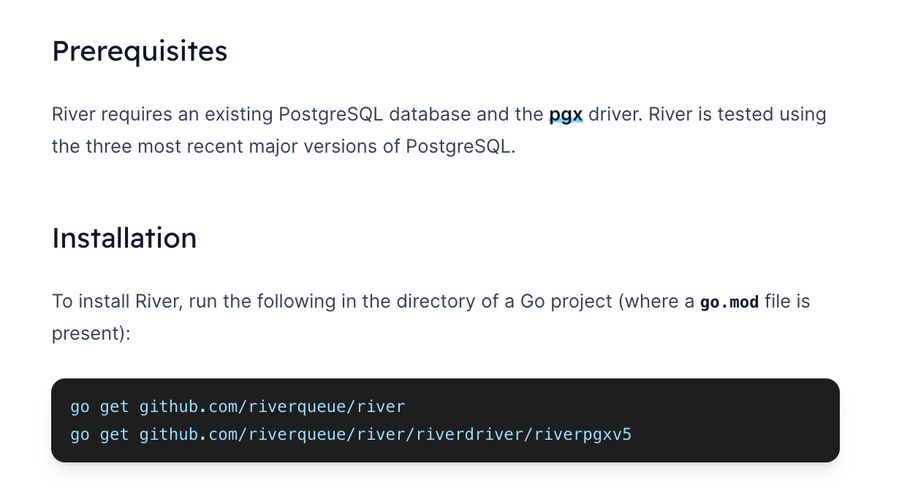 Prerequisites
River requires an existing PostgreSQL database and the pgx driver. River is tested using
the three most recent major versions of PostgreSQL.
Installation
To install River, run the following in the directory of a Go project (where a go.mod file is
present):
go get github.com/riverqueue/river
go get github.com/riverqueue/river/riverdriver/riverpgxv5